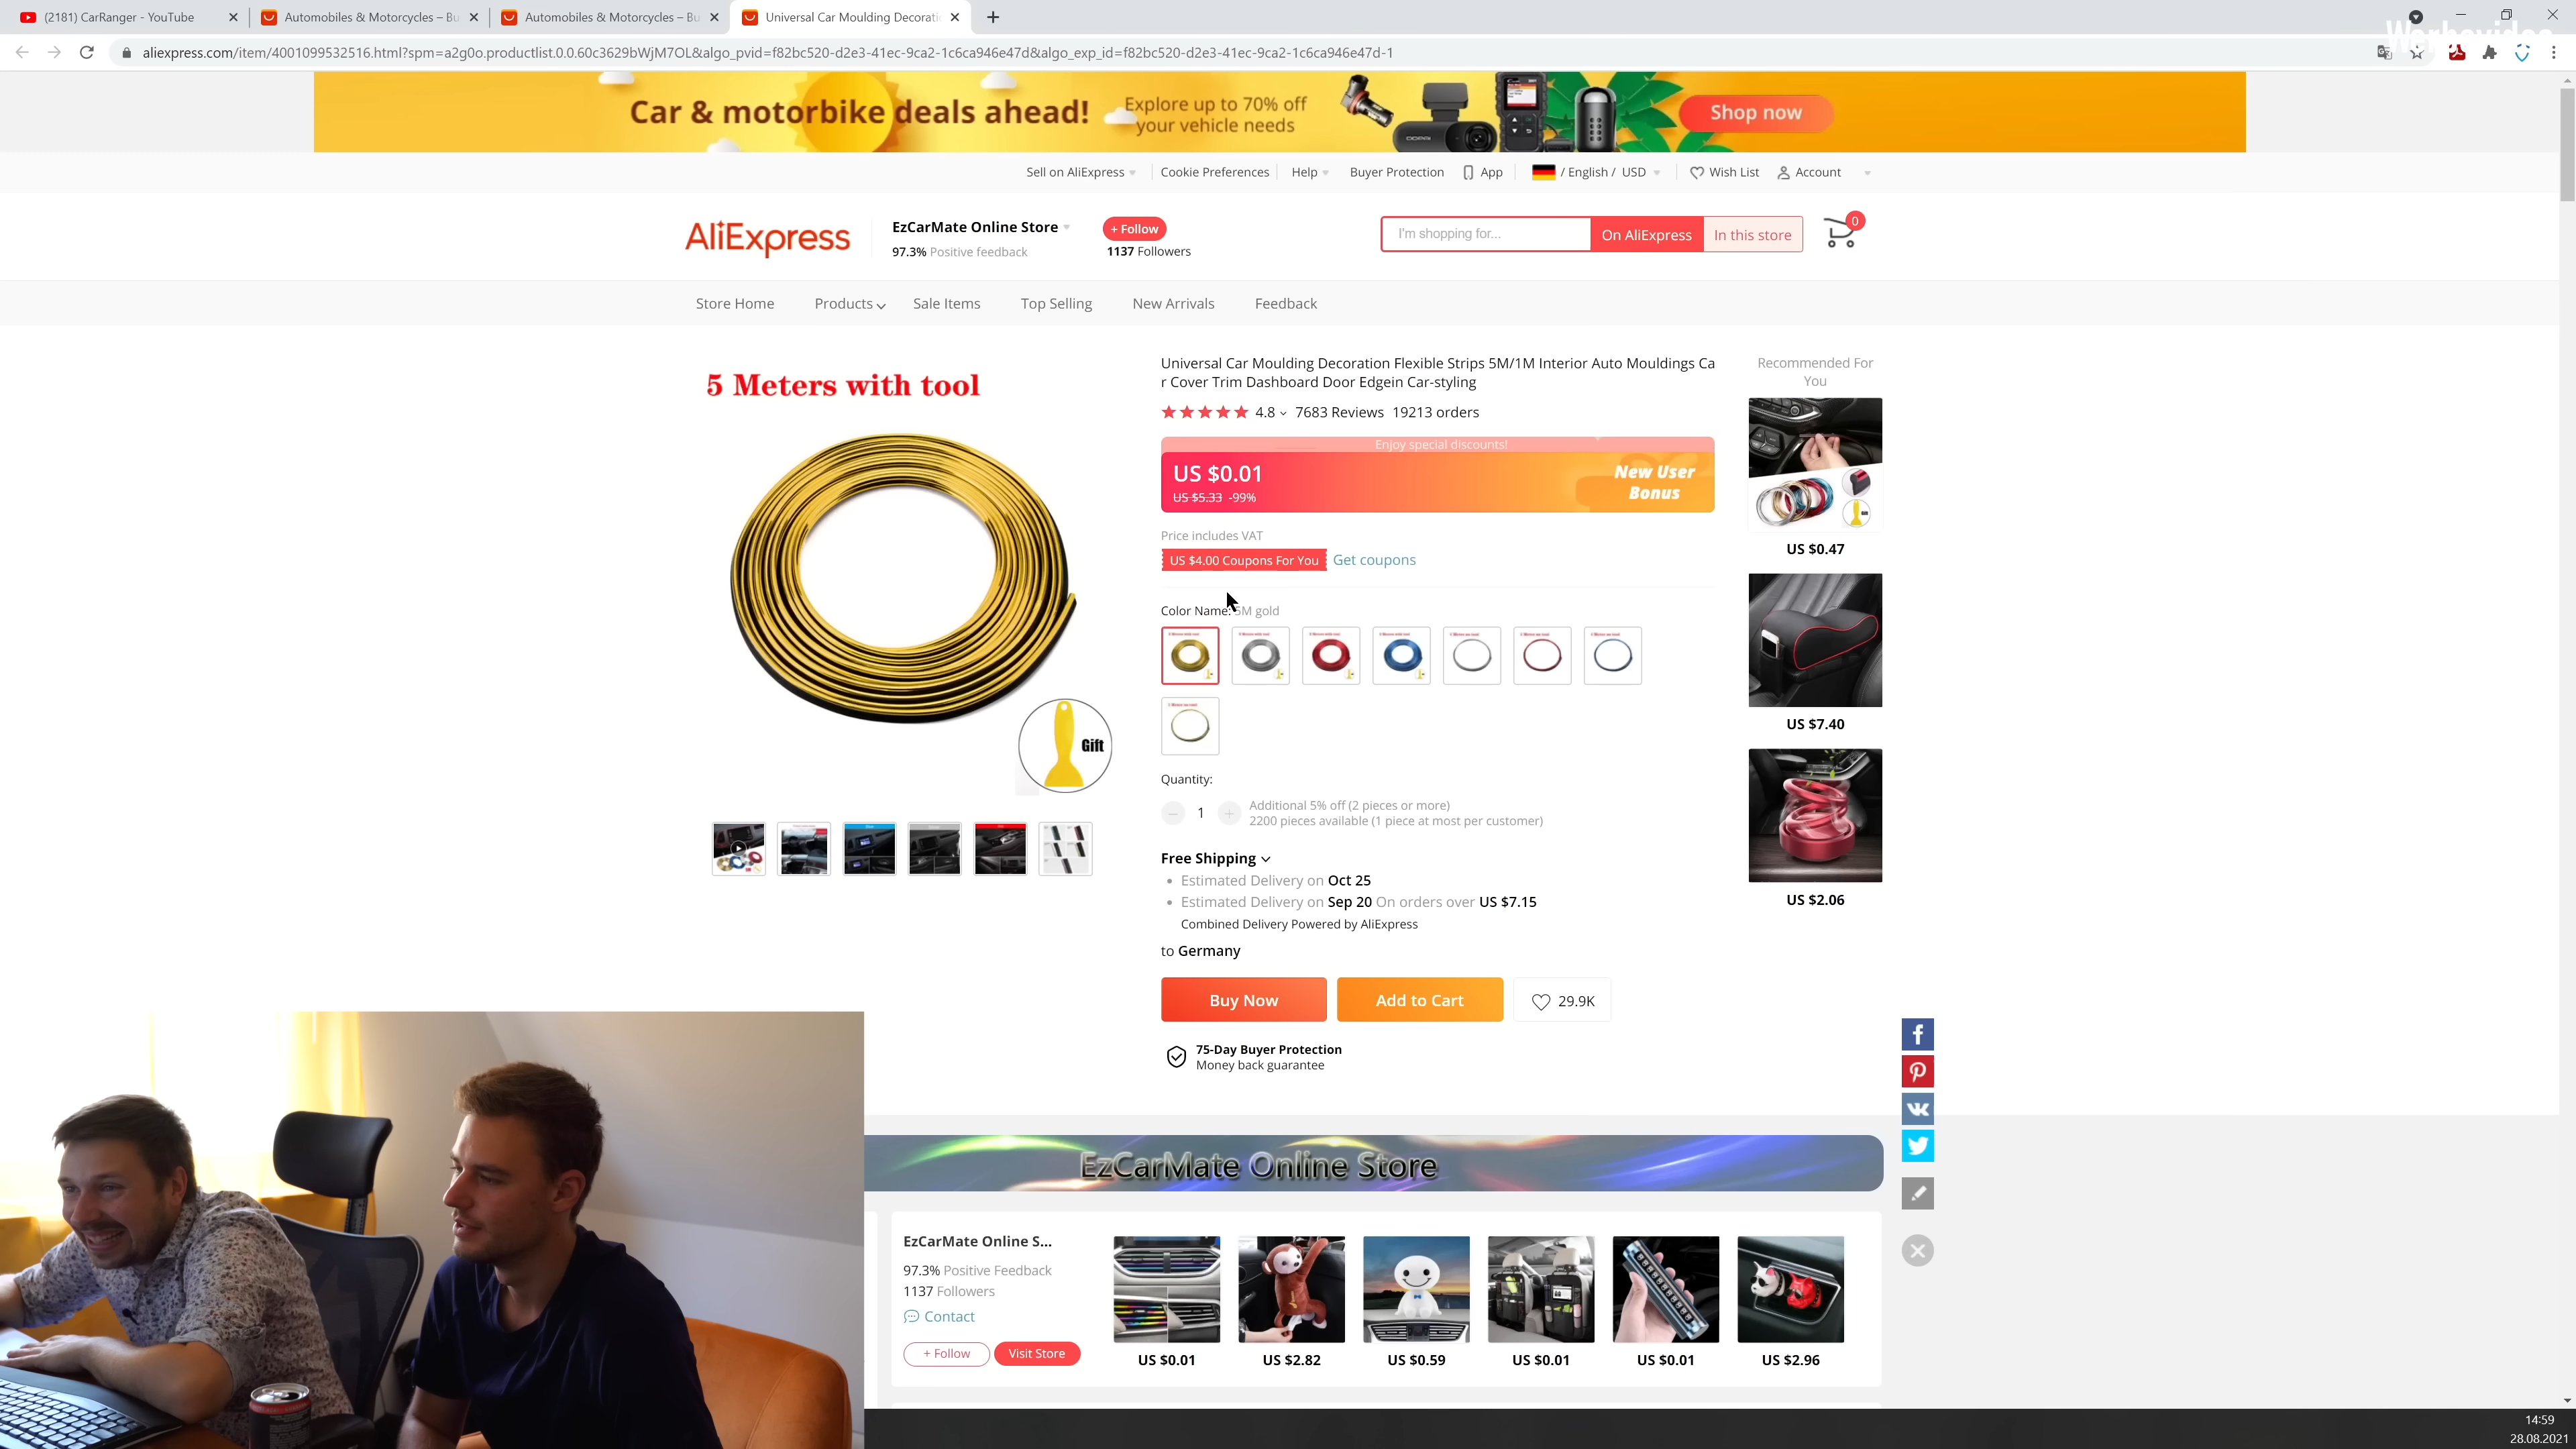 (2181) CarRanger - YouTube
Automobiles & Motorcycles – Bu
Automobiles & Motorcycles – Bu
Universal Car Moulding Decorati
Werbevideo
aliexpress.com/item/4001099532516.html?spm=a2g0o.productlist.0.0.60c3629bWjM7OL&algo_pvid=f82bc520-d2e3-41ec-9ca2-1c6ca946e47d&algo_exp_id=f82bc520-d2e3-41ec-9ca2-1c6ca946e47d-1
Car & motorbike deals ahead!
Explore up to 70% off
your vehicle needs
Shop now
Sell on AliExpress
Cookie Preferences
Help
Buyer Protection
App
/ English / USD
Wish List
Account
AliExpress
EzCarMate Online Store
97.3% Positive feedback
+ Follow
1137 Followers
I'm shopping for...
On AliExpress
In this store
0
Store Home
Products
Sale Items
Top Selling
New Arrivals
Feedback
5 Meters with tool
Gift
Universal Car Moulding Decoration Flexible Strips 5M/1M Interior Auto Mouldings Ca
r Cover Trim Dashboard Door Edgein Car-styling
4.8 7683 Reviews 19213 orders
Enjoy special discounts!
US $0.01
US $5.33 -99%
New User
Bonus
Price includes VAT
US $4.00 Coupons For You
Get coupons
Color Name: 5M gold
Quantity:
1
Additional 5% off (2 pieces or more)
2200 pieces available (1 piece at most per customer)
Free Shipping
Estimated Delivery on Oct 25
Estimated Delivery on Sep 20 On orders over US $7.15
Combined Delivery Powered by AliExpress
to Germany
Buy Now
Add to Cart
29.9K
75-Day Buyer Protection
Money back guarantee
Recommended For
You
US $0.47
US $7.40
US $2.06
EzCarMate Online Store
EzCarMate Online S...
97.3% Positive Feedback
1137 Followers
Contact
+ Follow
Visit Store
US $0.01
US $2.82
US $0.59
US $0.01
US $0.01
US $2.96
14:59
28.08.2021